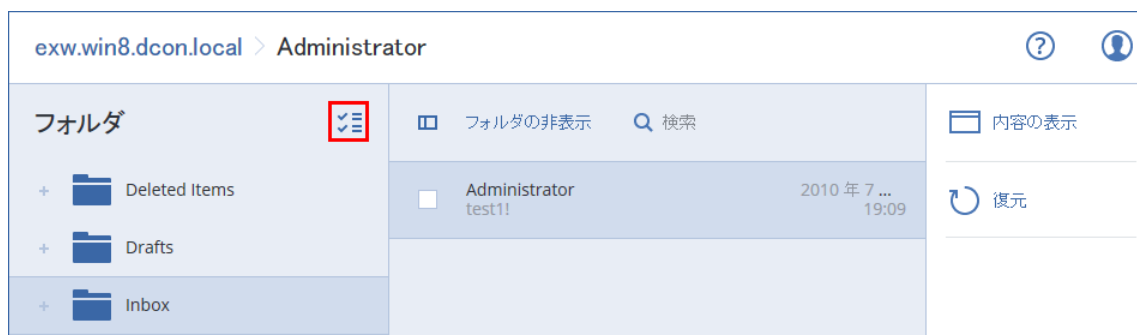 exw.win8.dcon.local > Administrator
フォルダ
フォルダの非表示
検索
内容の表示
Deleted Items
Administrator
2010 年 7 ...
test1!
19:09
復元
Drafts
Inbox